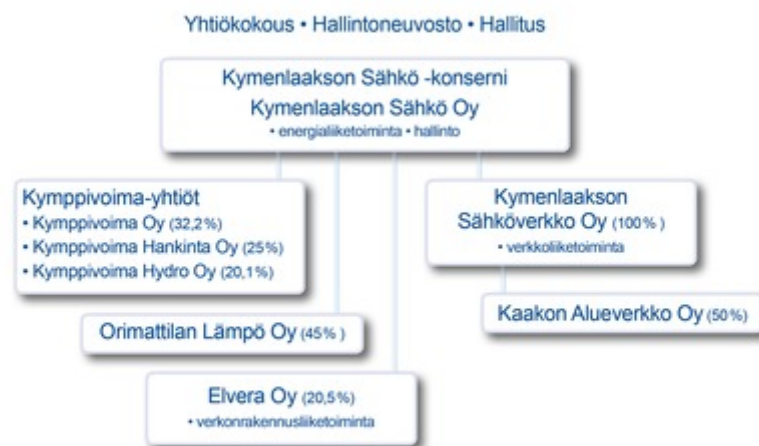 Yhtiökokous • Hallintoneuvosto • Hallitus
Kymenlaakson Sähkö -konserni
Kymenlaakson Sähkö Oy
• energialiiketoiminta • hallinto
Kymppivoima-yhtiöt
• Kymppivoima Oy (32,2%)
• Kymppivoima Hankinta Oy (25%)
• Kymppivoima Hydro Oy (20,1%)
Kymenlaakson
Sähköverkko Oy (100%)
• verkkoliiketoiminta
Kaakon Alueverkko Oy (50%)
Orimattilan Lämpö Oy (45%)
Elvera Oy (20,5%)
• verkonrakennusliiketoiminta